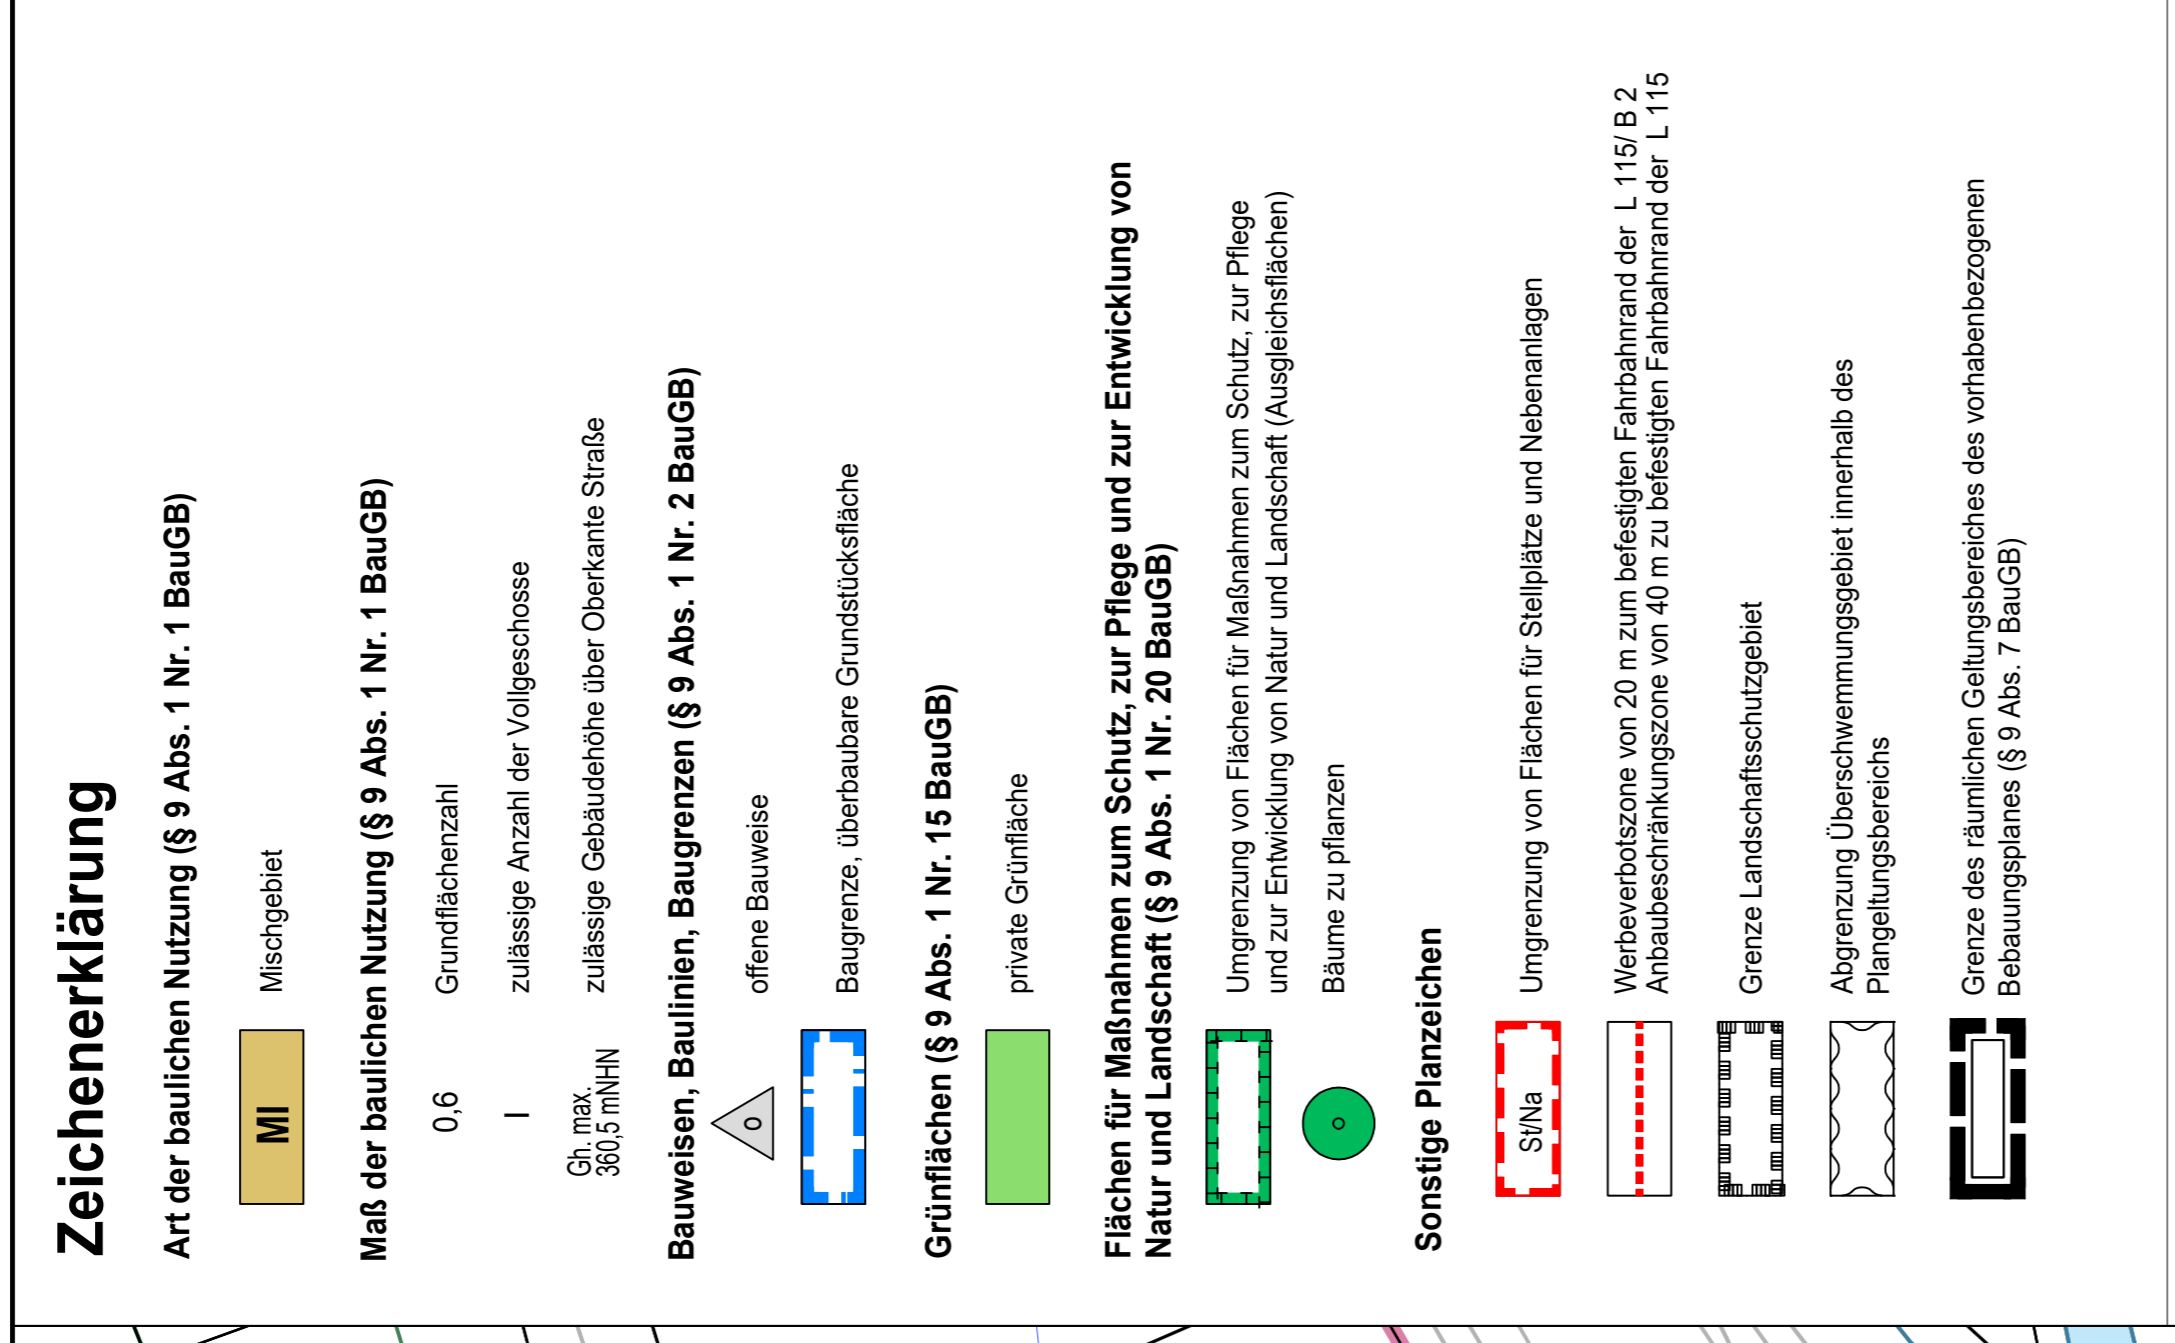 Zeichenerklärung
Art der baulichen Nutzung (§ 9 Abs. 1 Nr. 1 BauGB)
MI Mischgebiet
Maß der baulichen Nutzung (§ 9 Abs. 1 Nr. 1 BauGB)
0,6 Grundflächenzahl
I zulässige Anzahl der Vollgeschosse
Gh. max.
360,5 mNHN zulässige Gebäudehöhe über Oberkante Straße
Bauweisen, Baulinien, Baugrenzen (§ 9 Abs. 1 Nr. 2 BauGB)
o offene Bauweise
Baugrenze, überbaubare Grundstücksfläche
Grünflächen (§ 9 Abs. 1 Nr. 15 BauGB)
private Grünfläche
Flächen für Maßnahmen zum Schutz, zur Pflege und zur Entwicklung von
Natur und Landschaft (§ 9 Abs. 1 Nr. 20 BauGB)
Umgrenzung von Flächen für Maßnahmen zum Schutz, zur Pflege
und zur Entwicklung von Natur und Landschaft (Ausgleichsflächen)
Bäume zu pflanzen
Sonstige Planzeichen
St/Na Umgrenzung von Flächen für Stellplätze und Nebenanlagen
Werbeverbotszone von 20 m zum befestigten Fahrbahnrand der L 115/ B 2
Anbaubeschränkungszone von 40 m zu befestigten Fahrbahnrand der L 115
Grenze Landschaftsschutzgebiet
Abgrenzung Überschwemmungsgebiet innerhalb des
Plangeltungsbereichs
Grenze des räumlichen Geltungsbereiches des vorhabenbezogenen
Bebauungsplanes (§ 9 Abs. 7 BauGB)